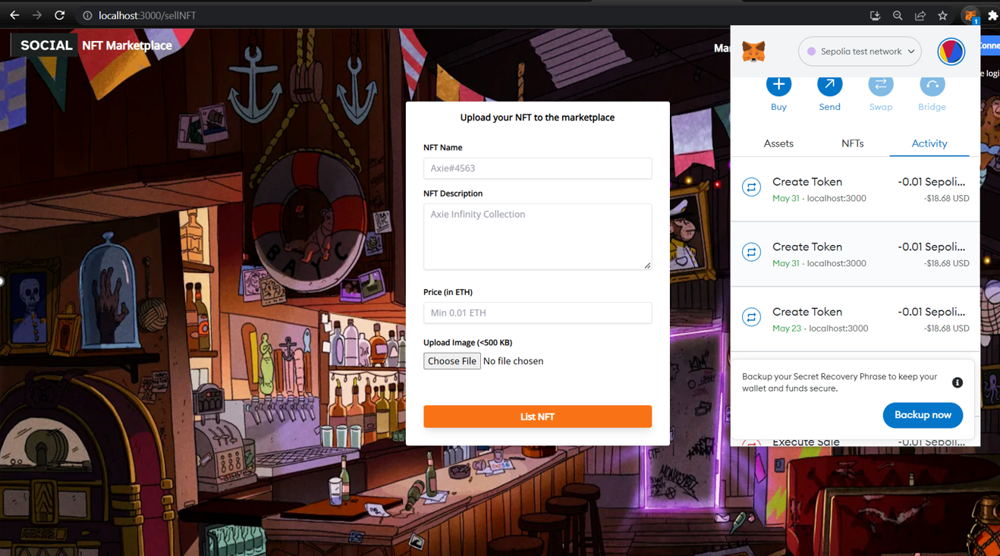 localhost:3000/sellNFT
SOCIAL NFT Marketplace
Upload your NFT to the marketplace
NFT Name
Axie#4563
NFT Description
Axie Infinity Collection
Price (in ETH)
Min 0.01 ETH
Upload Image (<500 KB)
Choose File No file chosen
List NFT
1
Sepolia test network
Buy Send Swap Bridge
Assets NFTs Activity
Create Token -0.01 Sepoli...
May 31 · localhost:3000 -$18.68 USD
Create Token -0.01 Sepoli...
May 31 · localhost:3000 -$18.68 USD
Create Token -0.01 Sepoli...
May 23 · localhost:3000 -$18.68 USD
Backup your Secret Recovery Phrase to keep your
wallet and funds secure.
Backup now
Execute Sale -0.01 Sepoli...
BAYC